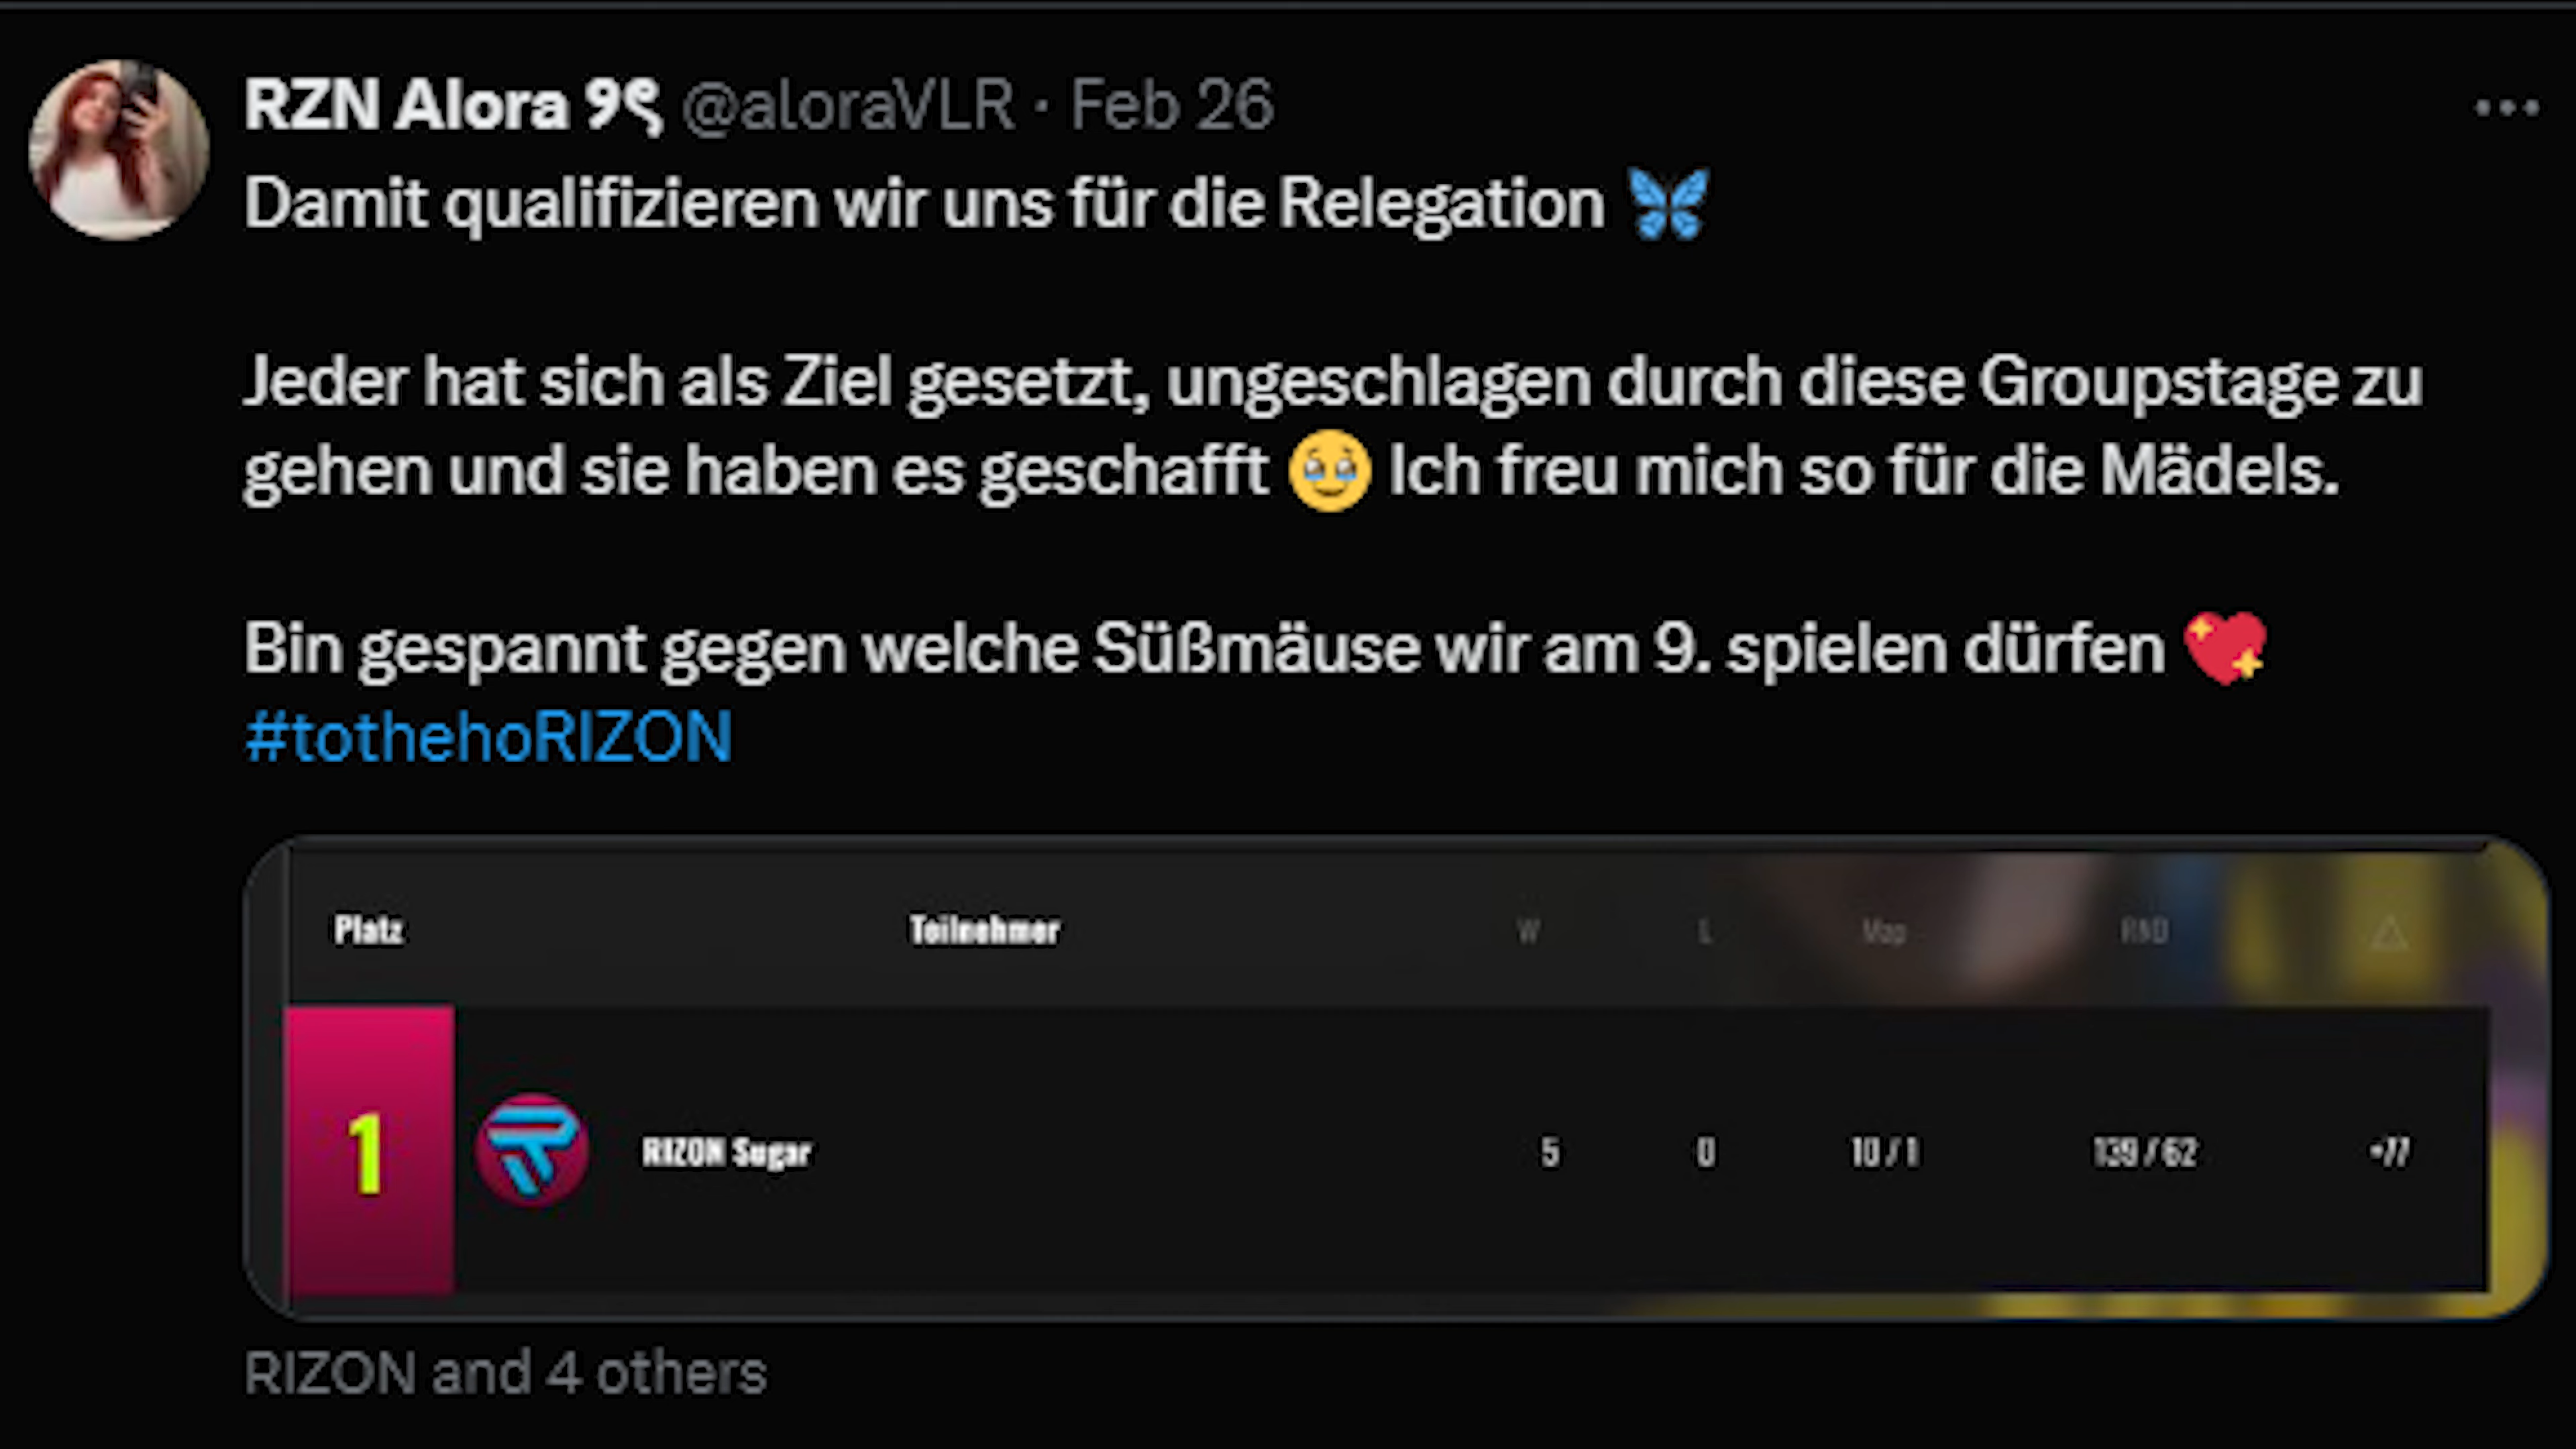 RZN Alora ୨ৎ @aloraVLR · Feb 26
Damit qualifizieren wir uns für die Relegation 🦋
Jeder hat sich als Ziel gesetzt, ungeschlagen durch diese Groupstage zu
gehen und sie haben es geschafft 🥹 Ich freu mich so für die Mädels.
Bin gespannt gegen welche Süßmäuse wir am 9. spielen dürfen 💖
#tothehoRIZON
Platz Teilnehmer W L Map RND △
1 RIZON Sugar 5 0 10 / 1 139 / 62 +77
RIZON and 4 others